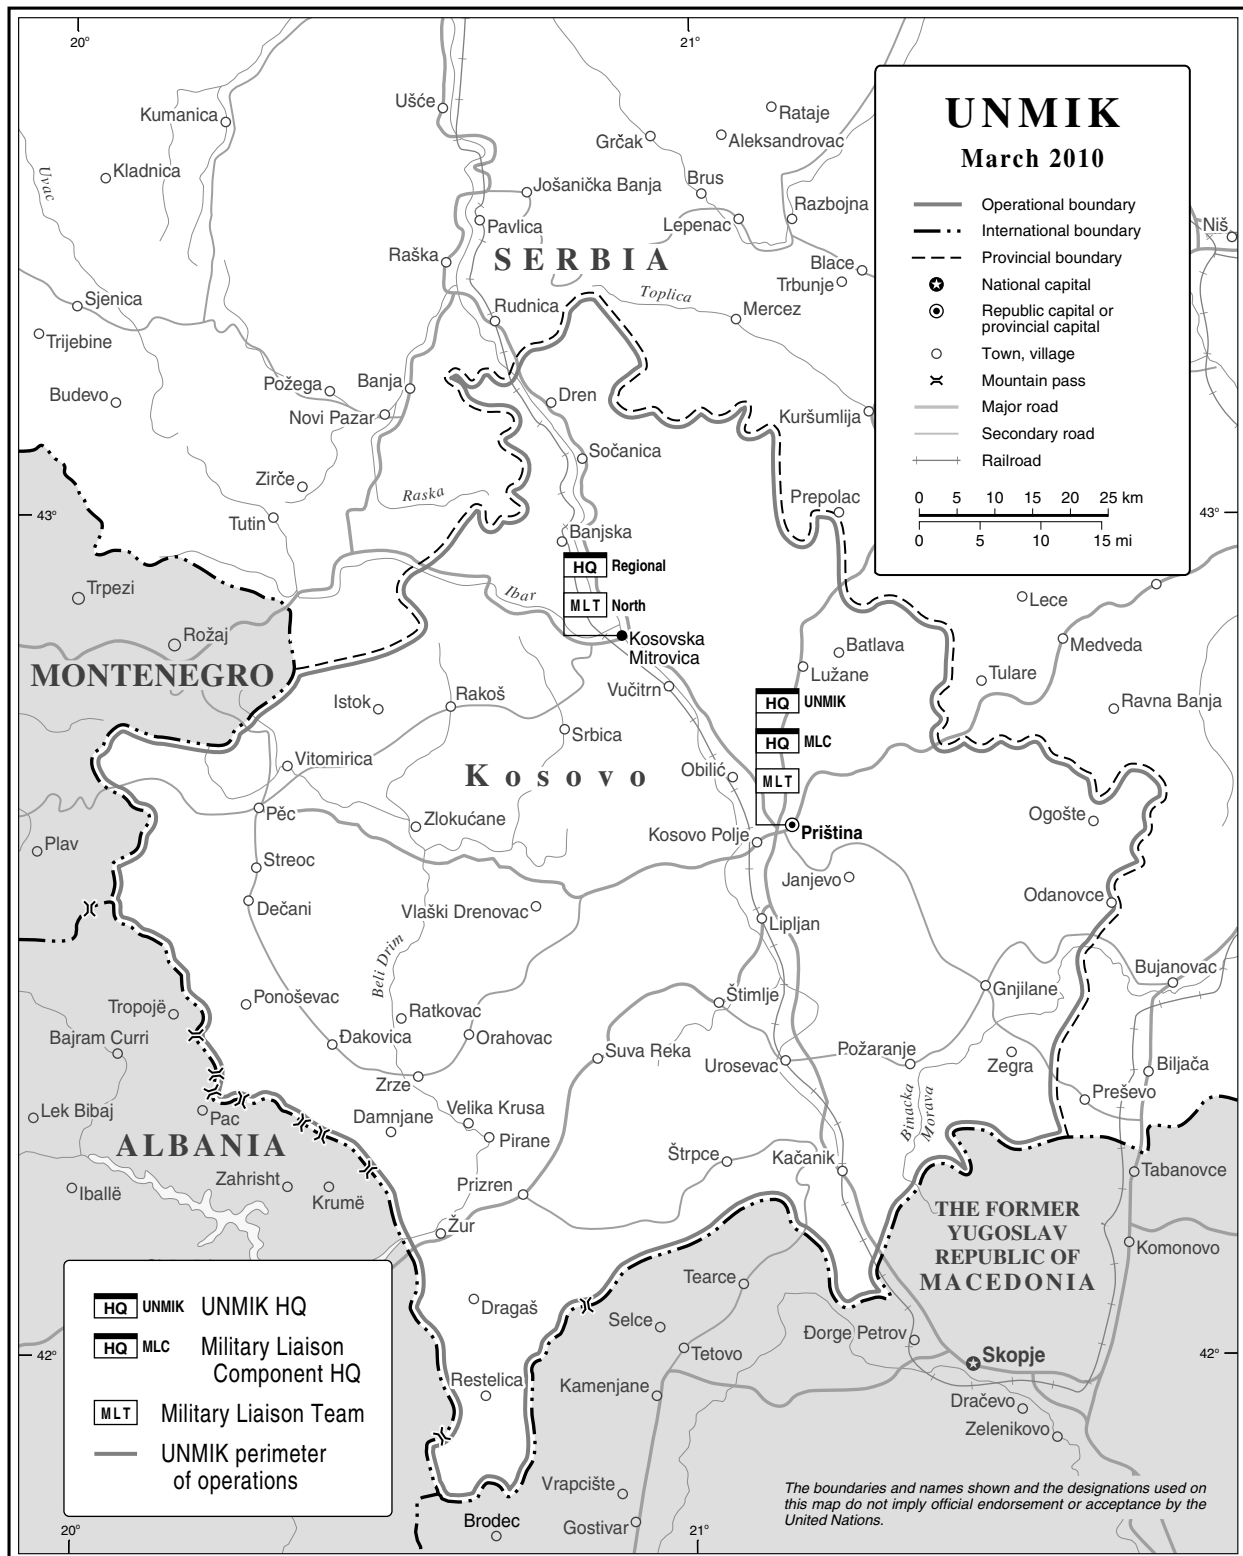 20°
21°
UNMIK
March 2010
Operational boundary
International boundary
Provincial boundary
National capital
Republic capital or
provincial capital
Town, village
Mountain pass
Major road
Secondary road
Railroad
0 5 10 15 20 25 km
0 5 10 15 mi
Ušće
Kumanica
Rataje
Grčak
Aleksandrovac
Uvac
Kladnica
Jošanička Banja
Brus
Razbojna
Pavlica
Lepenac
Niš
Raška
SERBIA
Blace
Trbunje
Sjenica
Rudnica
Toplica
Mercez
Trijebine
Požega
Banja
Budevo
Dren
Novi Pazar
Kuršumlija
Sočanica
Zirče
Raska
Prepolac
43°
43°
Tutin
Banjska
HQ Regional
Trpezi
Ibar
MLT North
Lece
Rožaj
Kosovska
Mitrovica
Batlava
Medveda
MONTENEGRO
Lužane
Tulare
Vučitrn
Istok
Rakoš
HQ UNMIK
Ravna Banja
Srbica
HQ MLC
Vitomirica
Kosovo
Obilić
MLT
Pěc
Zlokućane
Ogošte
Kosovo Polje
Priština
Plav
Streoc
Janjevo
Dečani
Vlaški Drenovac
Odanovce
Lipljan
Beli Drim
Bujanovac
Ponoševac
Štimlje
Gnjilane
Tropojë
Ratkovac
Bajram Curri
Đakovica
Orahovac
Suva Reka
Urosevac
Požaranje
Zegra
Biljača
Zrze
Preševo
Lek Bibaj
Pac
Damnjane
Velika Krusa
Binacka
Morava
ALBANIA
Pirane
Štrpce
Kačanik
Tabanovce
Iballë
Zahrisht
Krumë
Prizren
THE FORMER
YUGOSLAV
REPUBLIC OF
MACEDONIA
Žur
Komonovo
Tearce
HQ UNMIK UNMIK HQ
Dragaš
Selce
Đorge Petrov
HQ MLC Military Liaison
Component HQ
Tetovo
Skopje
42°
42°
Restelica
Kamenjane
MLT Military Liaison Team
Dračevo
Zelenikovo
UNMIK perimeter
of operations
Vrapcište
Brodec
Gostivar
The boundaries and names shown and the designations used on
this map do not imply official endorsement or acceptance by the
United Nations.
20°
21°